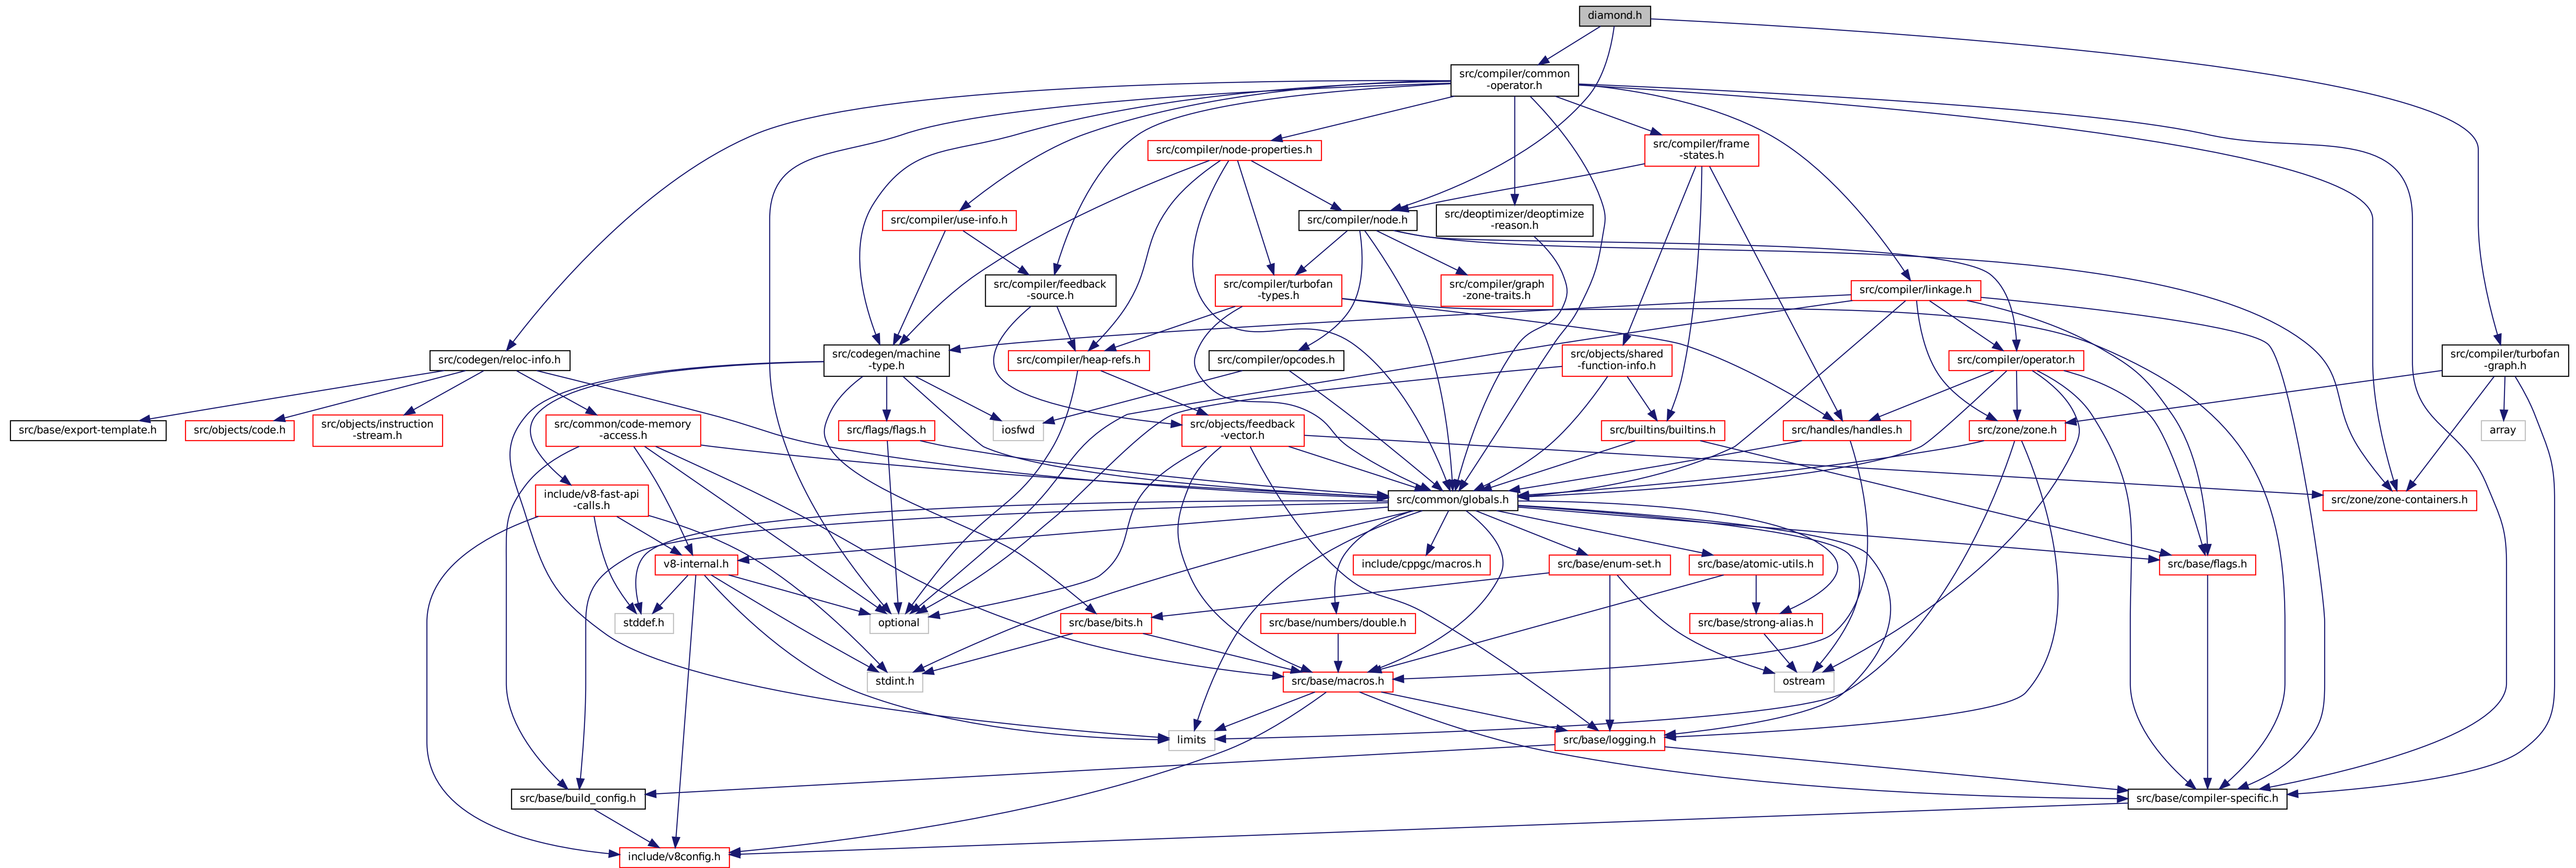 diamond.h
src/compiler/common
-operator.h
src/compiler/node-properties.h
src/compiler/frame
-states.h
src/compiler/use-info.h
src/compiler/node.h
src/deoptimizer/deoptimize
-reason.h
src/compiler/feedback
-source.h
src/compiler/turbofan
-types.h
src/compiler/graph
-zone-traits.h
src/compiler/linkage.h
src/codegen/reloc-info.h
src/codegen/machine
-type.h
src/compiler/heap-refs.h
src/compiler/opcodes.h
src/objects/shared
-function-info.h
src/compiler/operator.h
src/compiler/turbofan
-graph.h
src/base/export-template.h
src/objects/code.h
src/objects/instruction
-stream.h
src/common/code-memory
-access.h
src/flags/flags.h
iosfwd
src/objects/feedback
-vector.h
src/builtins/builtins.h
src/handles/handles.h
src/zone/zone.h
array
include/v8-fast-api
-calls.h
src/common/globals.h
src/zone/zone-containers.h
v8-internal.h
include/cppgc/macros.h
src/base/enum-set.h
src/base/atomic-utils.h
src/base/flags.h
stddef.h
optional
src/base/bits.h
src/base/numbers/double.h
src/base/strong-alias.h
stdint.h
src/base/macros.h
ostream
limits
src/base/logging.h
src/base/build_config.h
src/base/compiler-specific.h
include/v8config.h